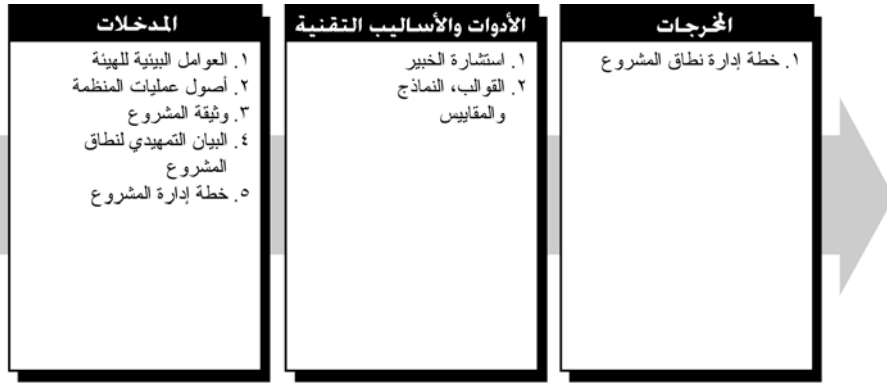 المدخلات
١. العوامل البيئية للهيئة
٢. أصول عمليات المنظمة
٣. وثيقة المشروع
٤. البيان التمهيدي لنطاق
المشروع
٥. خطة إدارة المشروع
الأدوات والأساليب التقنية
١. استشارة الخبير
٢. القوالب، النماذج
والمقاييس
المخرجات
١. خطة إدارة نطاق المشروع